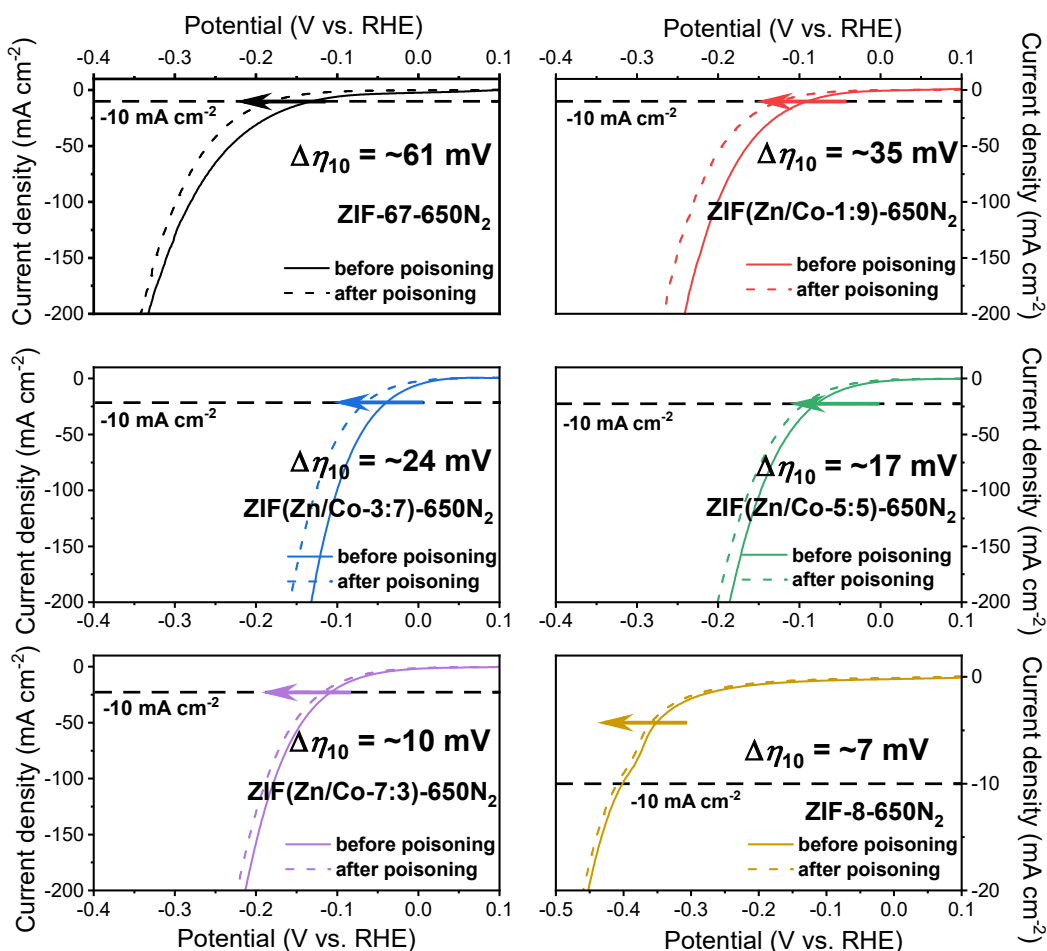 Potential (V vs. RHE)
-0.4 -0.3 -0.2 -0.1 0.0 0.1
Current density (mA cm⁻²)
0
-50
-100
-150
-200
-10 mA cm⁻²
Δη₁₀ = ~61 mV
ZIF-67-650N₂
before poisoning
after poisoning
Potential (V vs. RHE)
-0.4 -0.3 -0.2 -0.1 0.0 0.1
Current density (mA cm⁻²)
0
-50
-100
-150
-200
-10 mA cm⁻²
Δη₁₀ = ~35 mV
ZIF(Zn/Co-1:9)-650N₂
before poisoning
after poisoning
Current density (mA cm⁻²)
0
-50
-100
-150
-200
-10 mA cm⁻²
Δη₁₀ = ~24 mV
ZIF(Zn/Co-3:7)-650N₂
before poisoning
after poisoning
-0.4 -0.3 -0.2 -0.1 0.0 0.1
Current density (mA cm⁻²)
0
-50
-100
-150
-200
-10 mA cm⁻²
Δη₁₀ = ~17 mV
ZIF(Zn/Co-5:5)-650N₂
before poisoning
after poisoning
-0.4 -0.3 -0.2 -0.1 0.0 0.1
Current density (mA cm⁻²)
0
-50
-100
-150
-200
-10 mA cm⁻²
Δη₁₀ = ~10 mV
ZIF(Zn/Co-7:3)-650N₂
before poisoning
after poisoning
-0.4 -0.3 -0.2 -0.1 0.0 0.1
Potential (V vs. RHE)
Current density (mA cm⁻²)
0
-10
-20
Δη₁₀ = ~7 mV
-10 mA cm⁻²
ZIF-8-650N₂
before poisoning
after poisoning
-0.5 -0.4 -0.3 -0.2 -0.1 0.0 0.1
Potential (V vs. RHE)